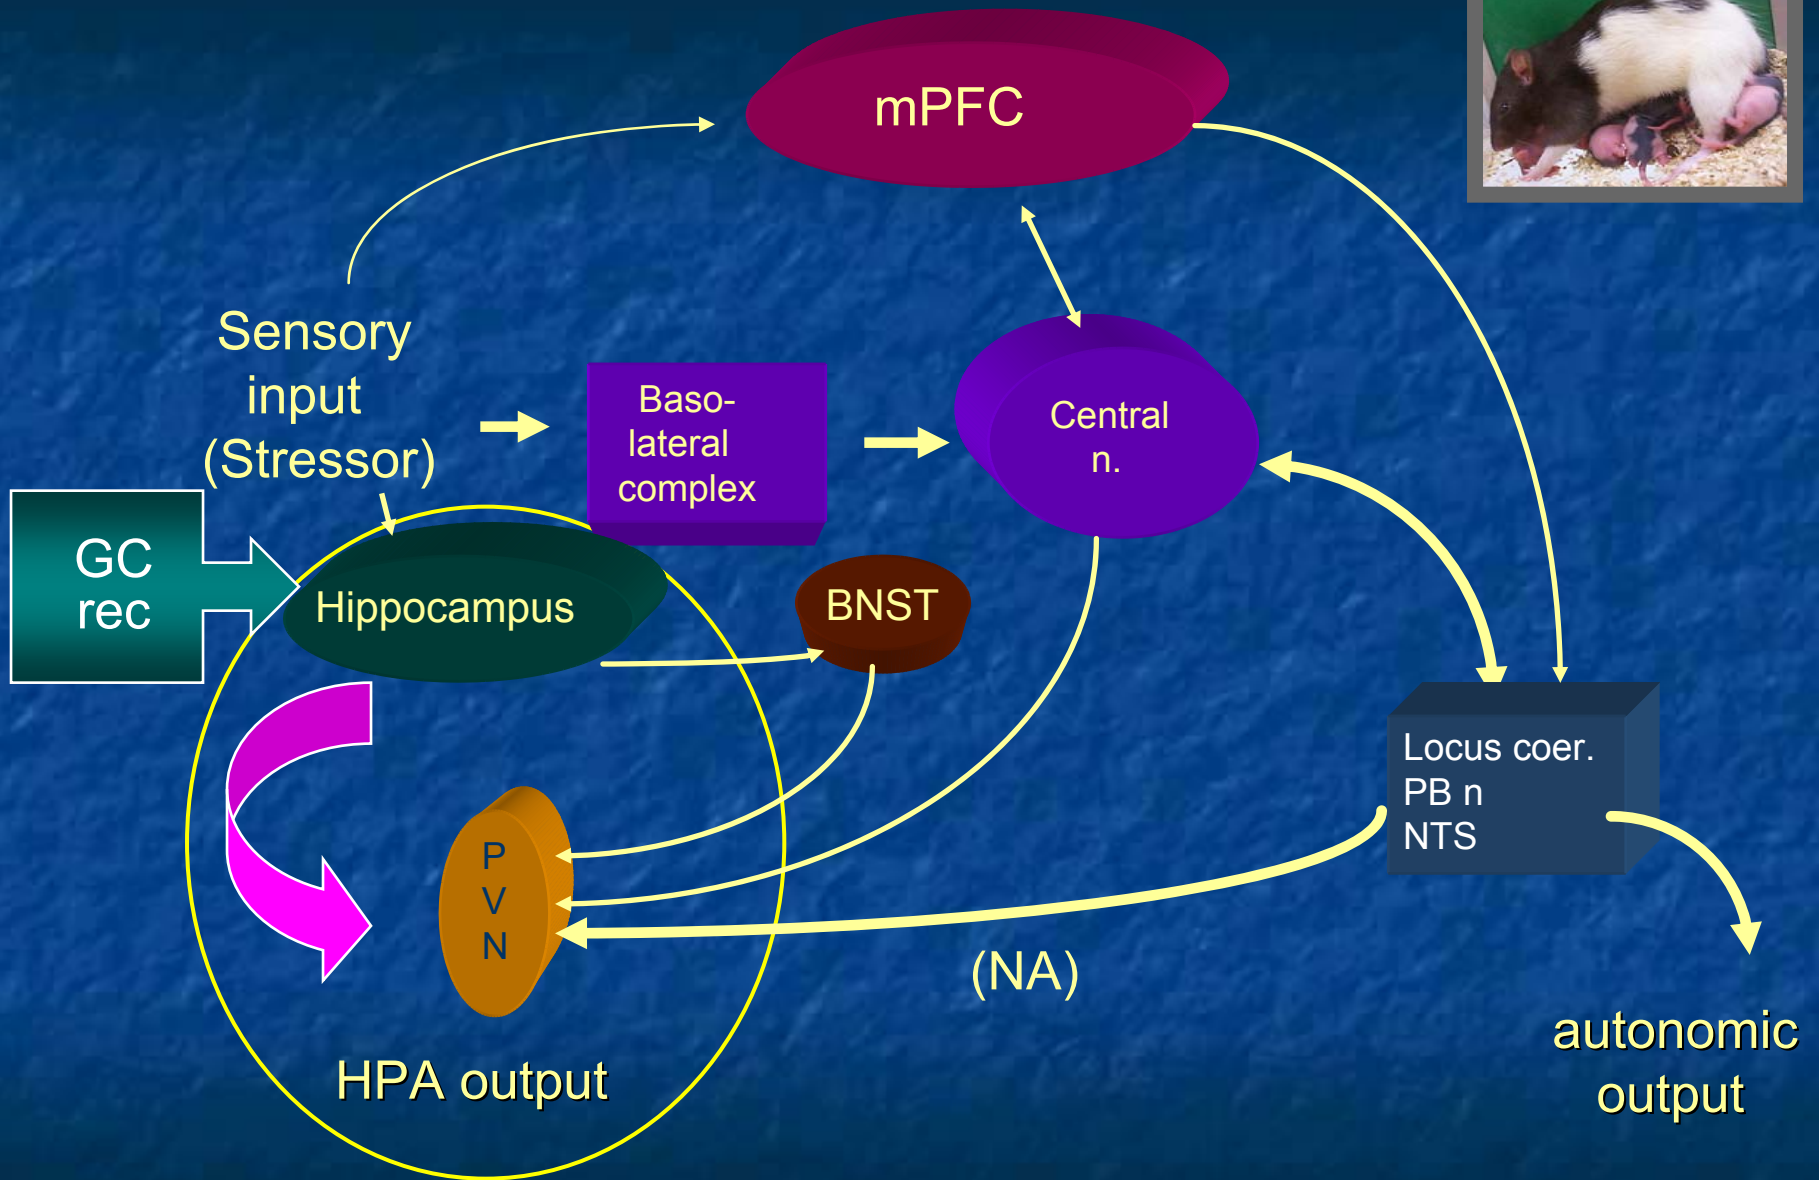 mPFC
Sensory
input
(Stressor)
Baso-
lateral
complex
Central
n.
GC
rec
Hippocampus
BNST
P
V
N
Locus coer.
PB n
NTS
(NA)
HPA output
autonomic
output